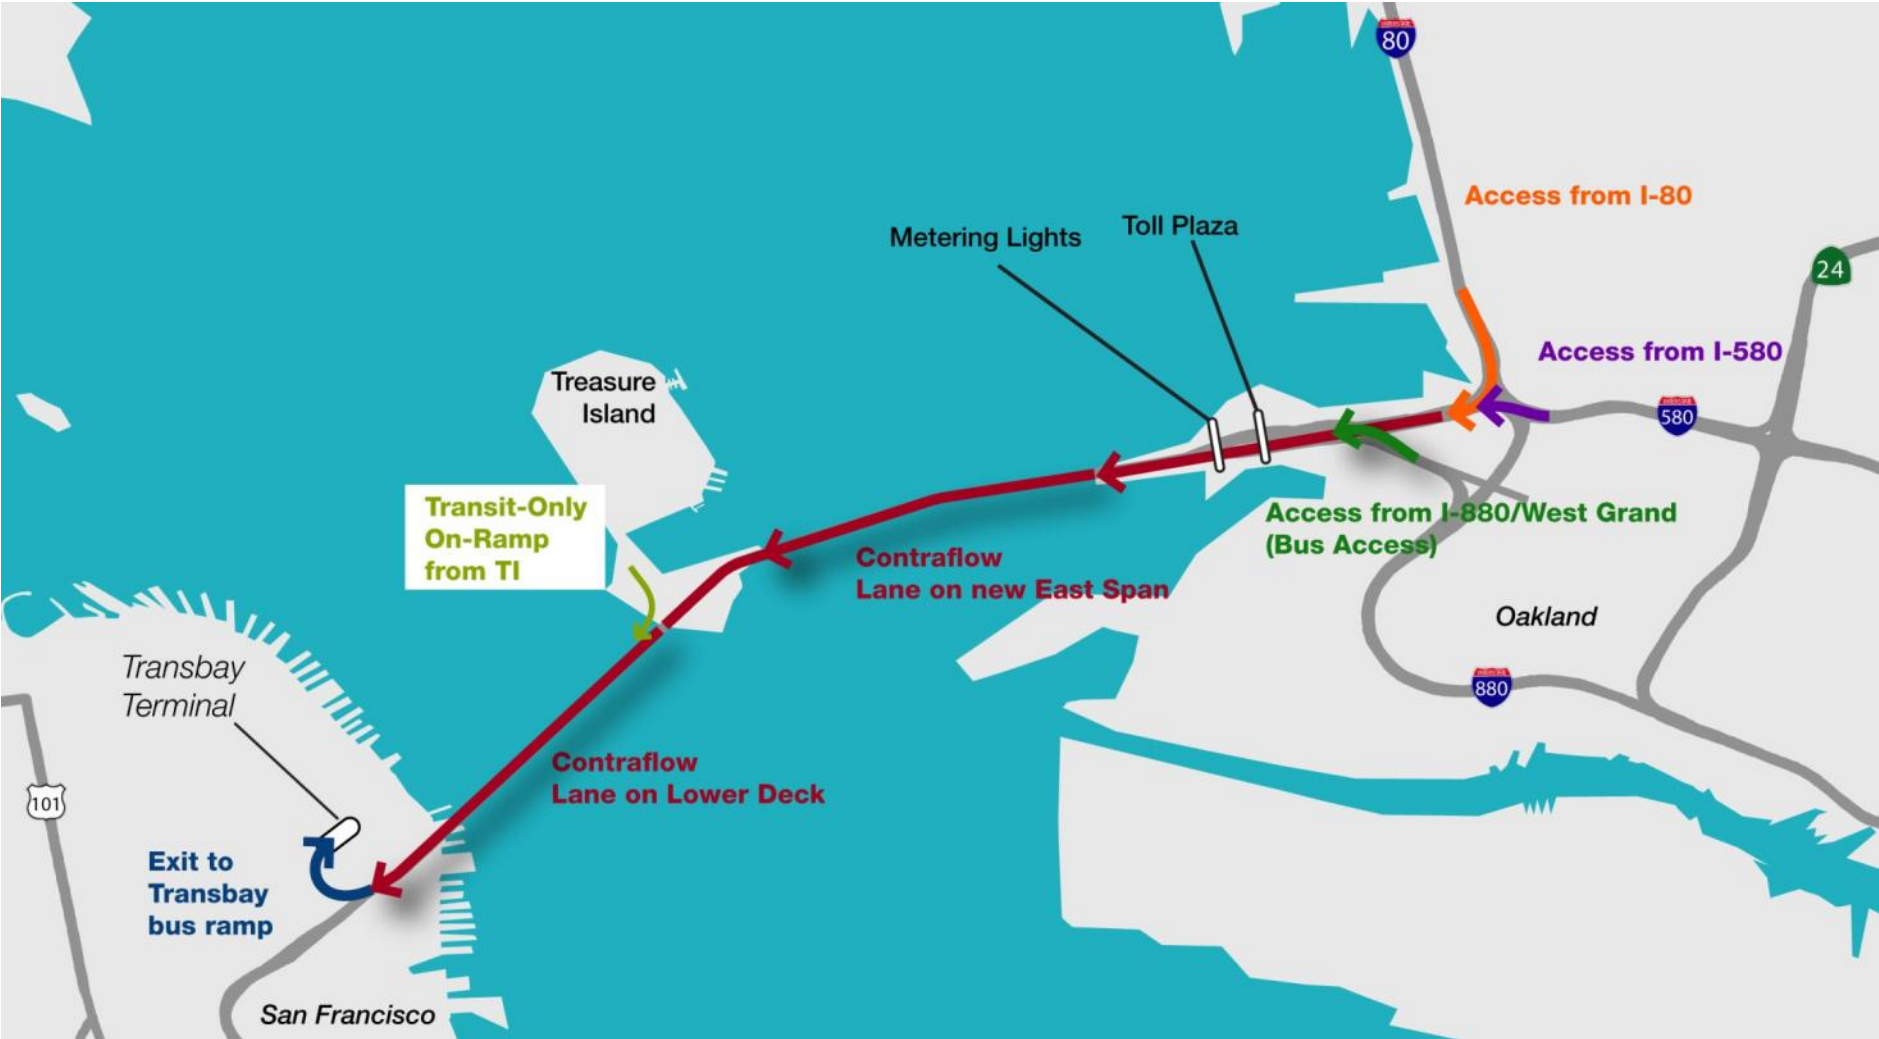 80
Access from I-80
Metering Lights
Toll Plaza
24
Access from I-580
580
Treasure
Island
Transit-Only
On-Ramp
from TI
Access from I-880/West Grand
(Bus Access)
Contraflow
Lane on new East Span
Oakland
Transbay
Terminal
880
Contraflow
Lane on Lower Deck
101
Exit to
Transbay
bus ramp
San Francisco